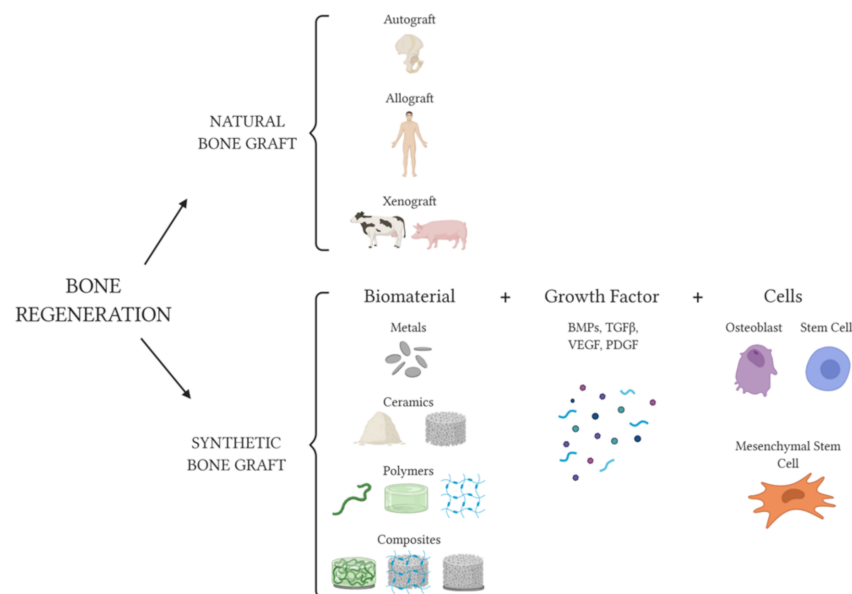 Autograft
Allograft
NATURAL
BONE GRAFT
Xenograft
BONE
REGENERATION
Biomaterial + Growth Factor + Cells
Metals
BMPs, TGFβ,
VEGF, PDGF
Osteoblast Stem Cell
Ceramics
SYNTHETIC
BONE GRAFT
Polymers
Mesenchymal Stem
Cell
Composites